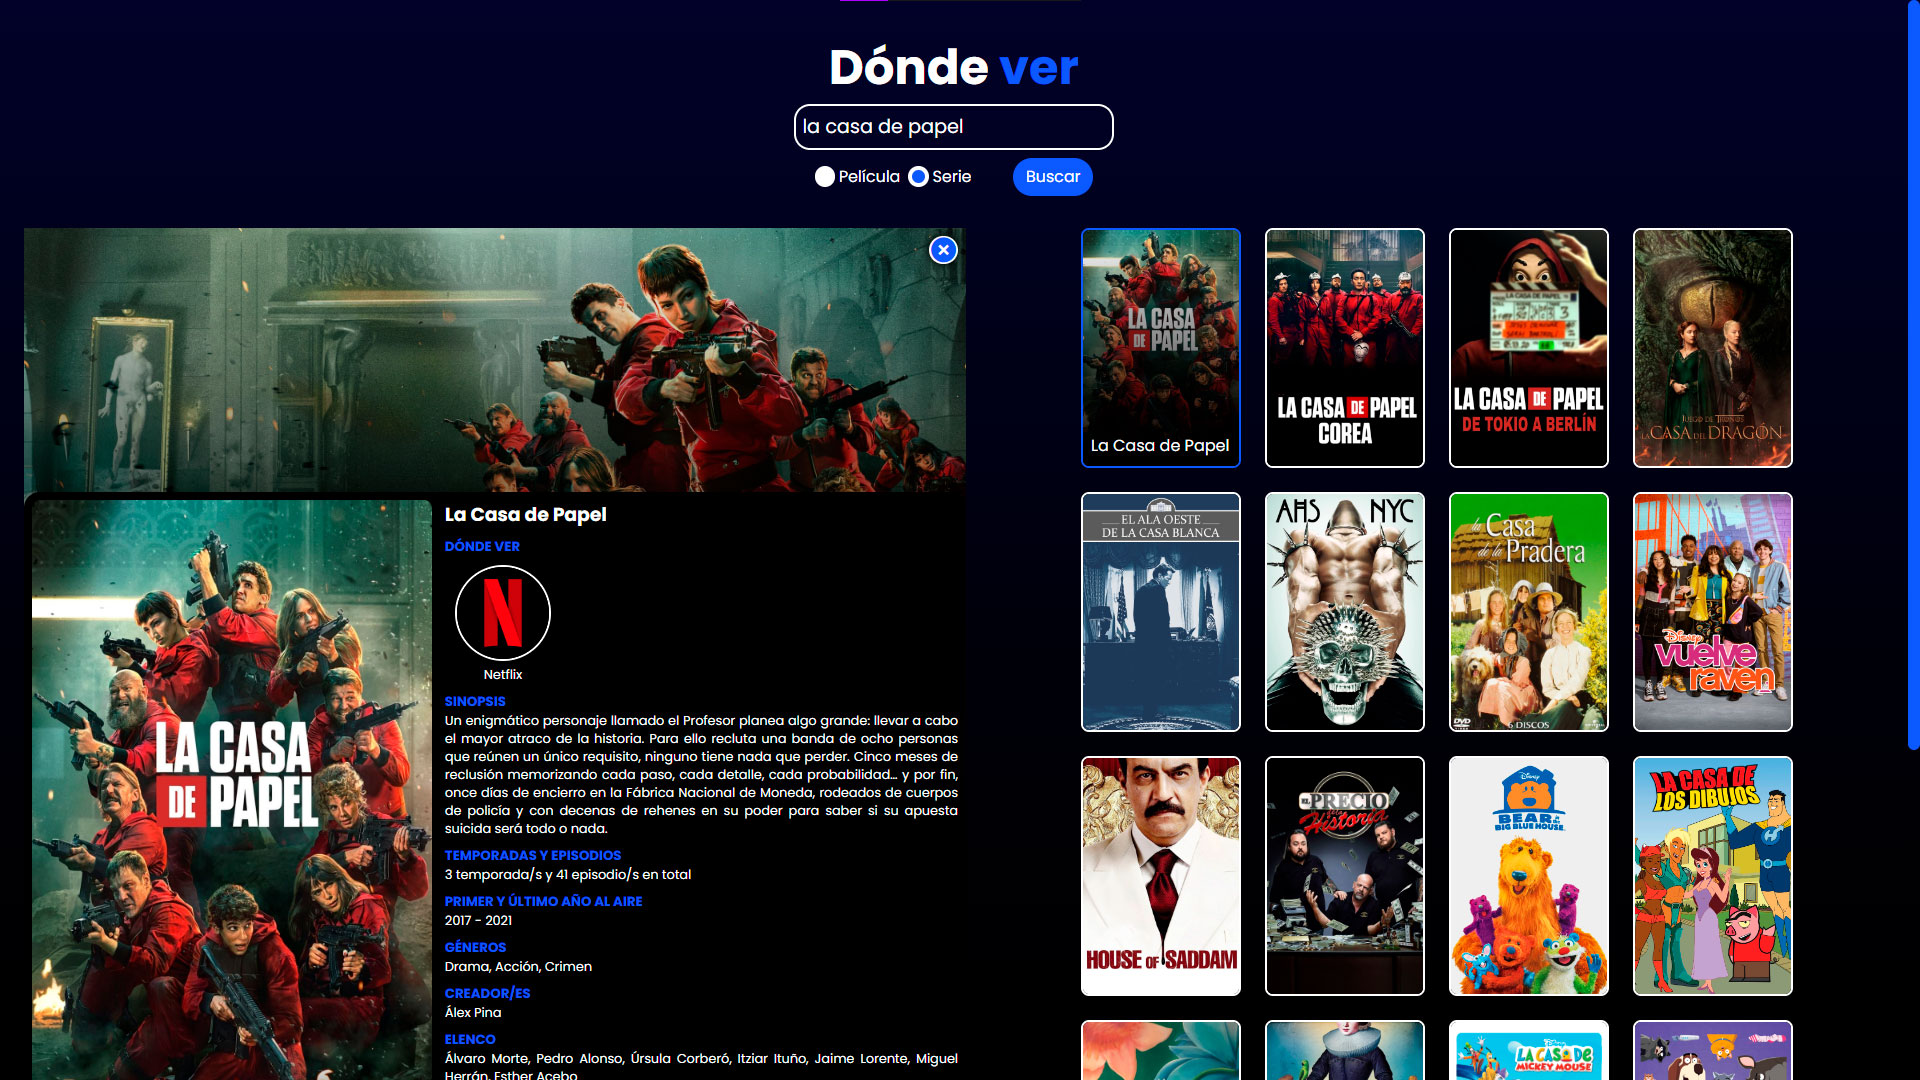 Dónde ver
la casa de papel
Película
Serie
Buscar
LA CASA
DE PAPEL
La Casa de Papel
DÓNDE VER
Netflix
SINOPSIS
Un enigmático personaje llamado el Profesor planea algo grande: llevar a cabo
el mayor atraco de la historia. Para ello recluta una banda de ocho personas
que reúnen un único requisito, ninguno tiene nada que perder. Cinco meses de
reclusión memorizando cada paso, cada detalle, cada probabilidad... y por fin,
once días de encierro en la Fábrica Nacional de Moneda, rodeados de cuerpos
de policía y con decenas de rehenes en su poder para saber si su apuesta
suicida será todo o nada.
TEMPORADAS Y EPISODIOS
3 temporada/s y 41 episodio/s en total
PRIMER Y ÚLTIMO AÑO AL AIRE
2017 - 2021
GÉNEROS
Drama, Acción, Crimen
CREADOR/ES
Álex Pina
ELENCO
Álvaro Morte, Pedro Alonso, Úrsula Corberó, Itziar Ituño, Jaime Lorente, Miguel
Herrán, Esther Acebo
LA CASA
DE PAPEL
La Casa de Papel
LA CASA DE PAPEL
COREA
LA CASA DE PAPEL
DE TOKIO A BERLÍN
JUEGO DE TRONOS
LA CASA DEL DRAGÓN
EL ALA OESTE
DE LA CASA BLANCA
AHS NYC
la Casa
de la Pradera
DVD
6 DISCOS
Disney
vuelve
raven
HOUSE OF SADDAM
EL PRECIO
Historia
Disney
BEAR
BIG BLUE HOUSE
LA CASA DE
LOS DIBUJOS
Disney
LA CASA DE
MICKEY MOUSE